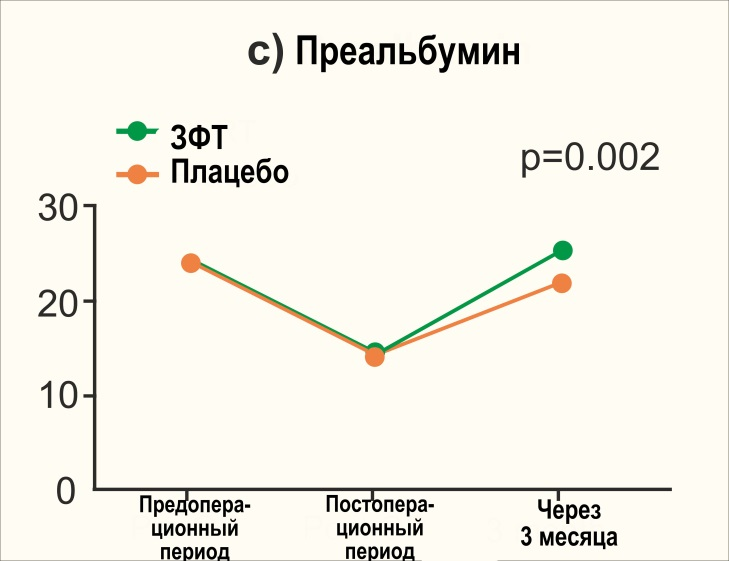 c) Преальбумин
ЗФТ
Плацебо
p=0.002
30
20
10
0
Предопера-
ционный
период
Постопера-
ционный
период
Через
3 месяца